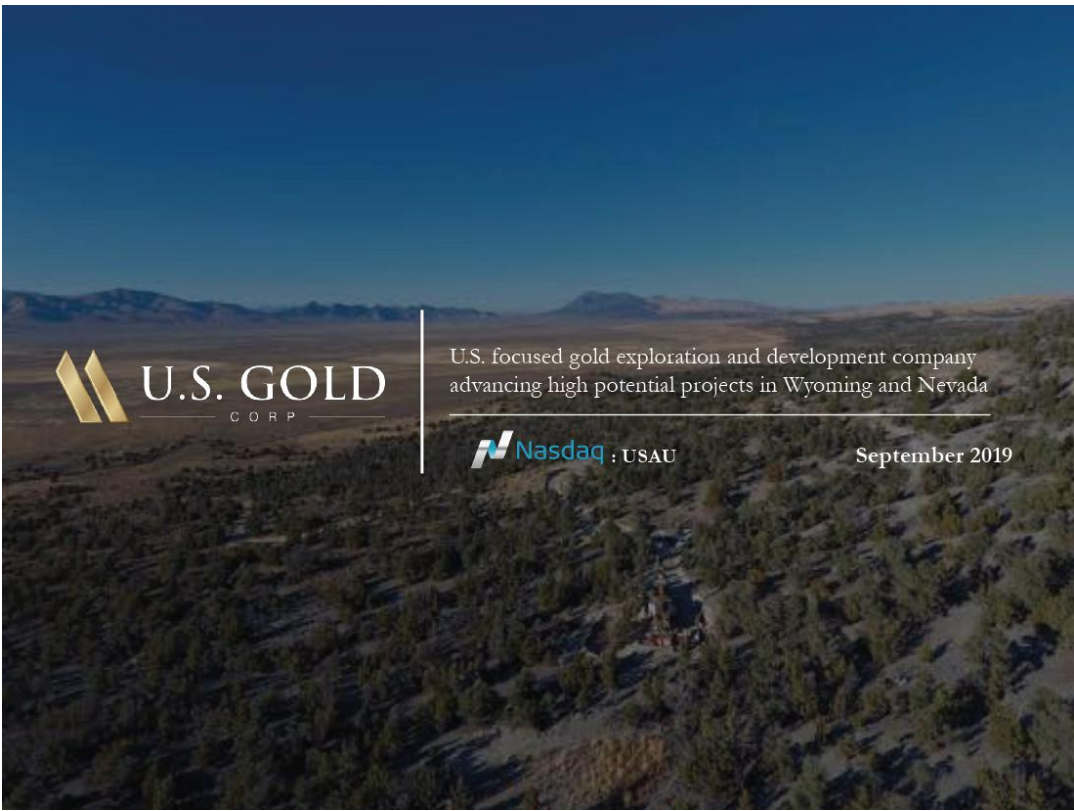 U.S. GOLD
CORP
U.S. focused gold exploration and development company
advancing high potential projects in Wyoming and Nevada
Nasdaq : USAU
September 2019